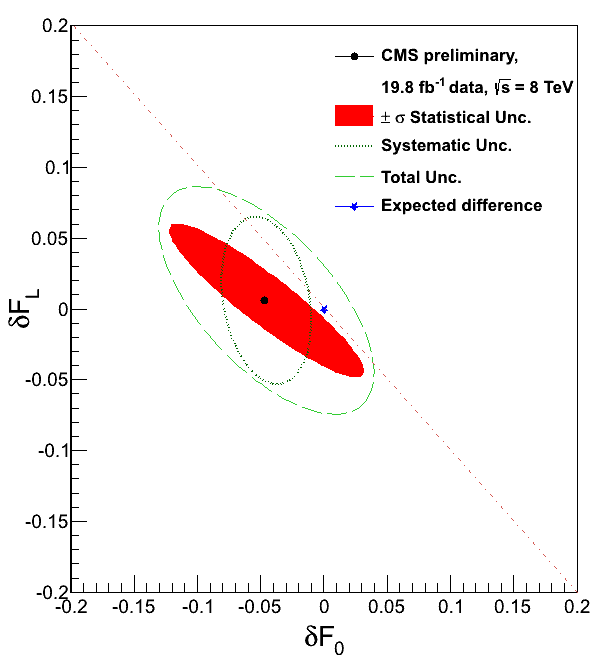 0.2
CMS preliminary,
19.8 fb⁻¹ data, √s = 8 TeV
0.15
± σ Statistical Unc.
Systematic Unc.
0.1
Total Unc.
Expected difference
0.05
δF_L
0
-0.05
-0.1
-0.15
-0.2
-0.2 -0.15 -0.1 -0.05 0 0.05 0.1 0.15 0.2
δF₀